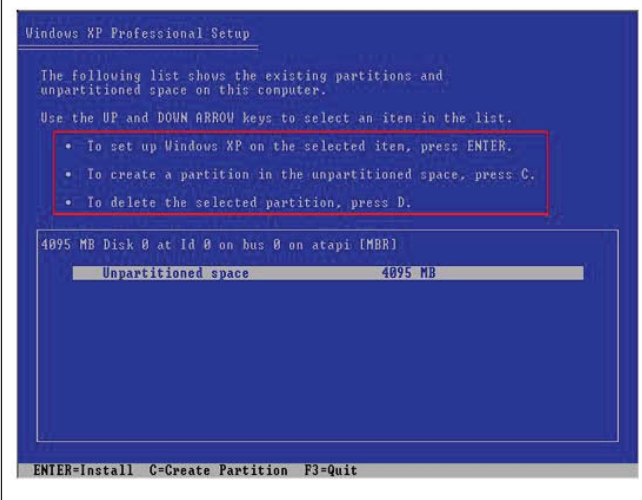 Windows XP Professional Setup
The following list shows the existing partitions and
unpartitioned space on this computer.
Use the UP and DOWN ARROW keys to select an item in the list.
• To set up Windows XP on the selected item, press ENTER.
• To create a partition in the unpartitioned space, press C.
• To delete the selected partition, press D.
4095 MB Disk 0 at Id 0 on bus 0 on atapi [MBR]
Unpartitioned space 4095 MB
ENTER=Install C=Create Partition F3=Quit